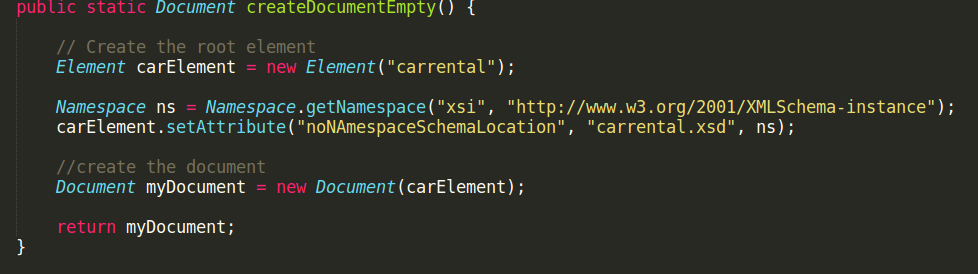 public static Document createDocumentEmpty() {
// Create the root element
Element carElement = new Element("carrental");
Namespace ns = Namespace.getNamespace("xsi", "http://www.w3.org/2001/XMLSchema-instance");
carElement.setAttribute("noNAmespaceSchemaLocation", "carrental.xsd", ns);
//create the document
Document myDocument = new Document(carElement);
return myDocument;
}